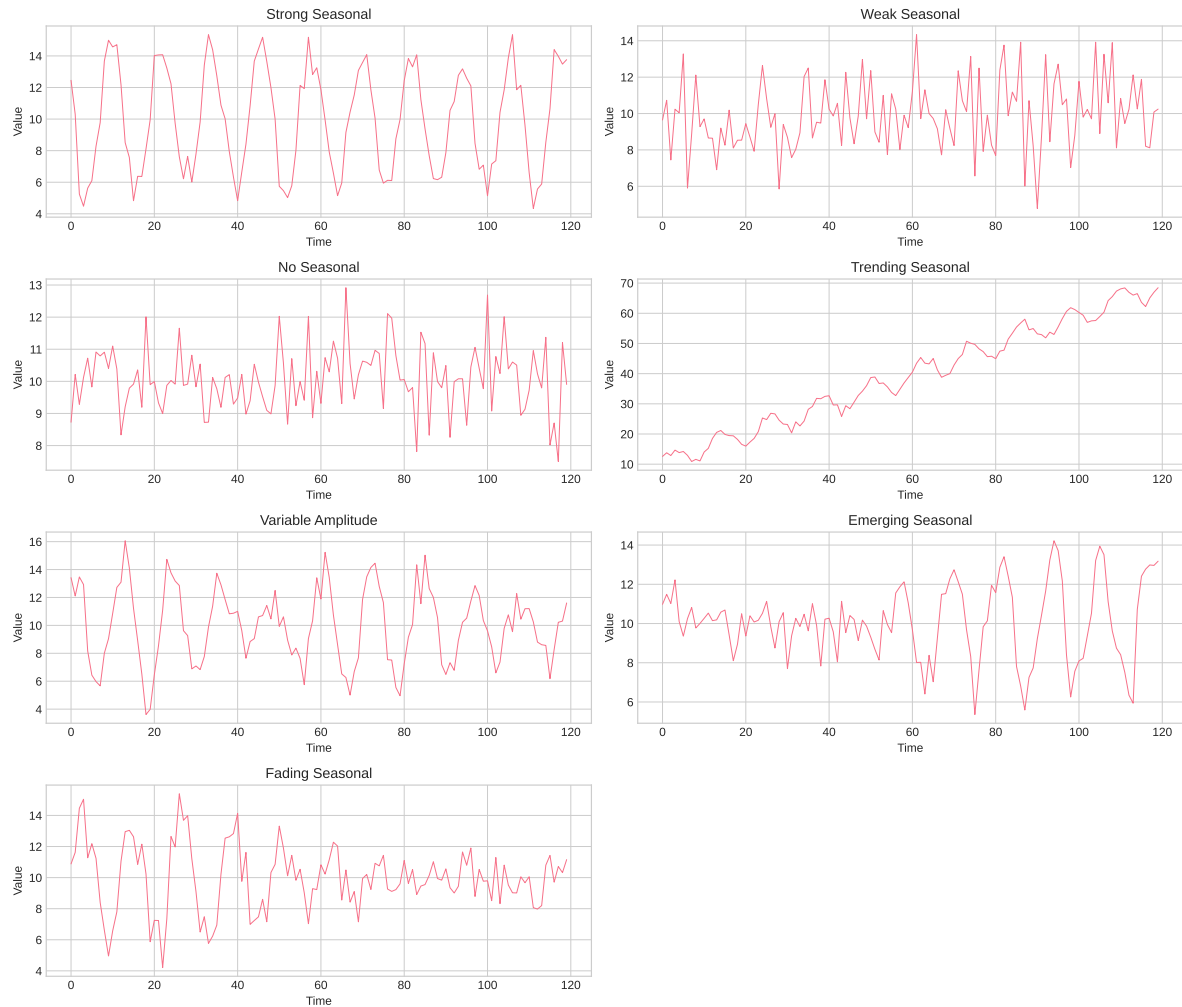 Strong Seasonal
Value
14
12
10
8
6
4
0 20 40 60 80 100 120
Time
Weak Seasonal
Value
14
12
10
8
6
0 20 40 60 80 100 120
Time
No Seasonal
Value
13
12
11
10
9
8
0 20 40 60 80 100 120
Time
Trending Seasonal
Value
70
60
50
40
30
20
10
0 20 40 60 80 100 120
Time
Variable Amplitude
Value
16
14
12
10
8
6
4
0 20 40 60 80 100 120
Time
Emerging Seasonal
Value
14
12
10
8
6
0 20 40 60 80 100 120
Time
Fading Seasonal
Value
14
12
10
8
6
4
0 20 40 60 80 100 120
Time